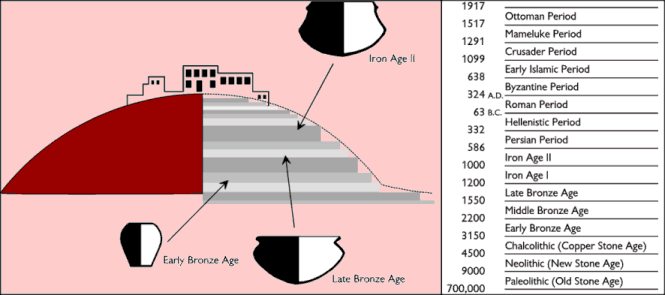 Iron Age II
Early Bronze Age
Late Bronze Age
1917
Ottoman Period
1517
Mameluke Period
1291
Crusader Period
1099
Early Islamic Period
638
Byzantine Period
324 A.D.
Roman Period
63 B.C.
Hellenistic Period
332
Persian Period
586
Iron Age II
1000
Iron Age I
1200
Late Bronze Age
1550
Middle Bronze Age
2200
Early Bronze Age
3150
Chalcolithic (Copper Stone Age)
4500
Neolithic (New Stone Age)
9000
Paleolithic (Old Stone Age)
700,000